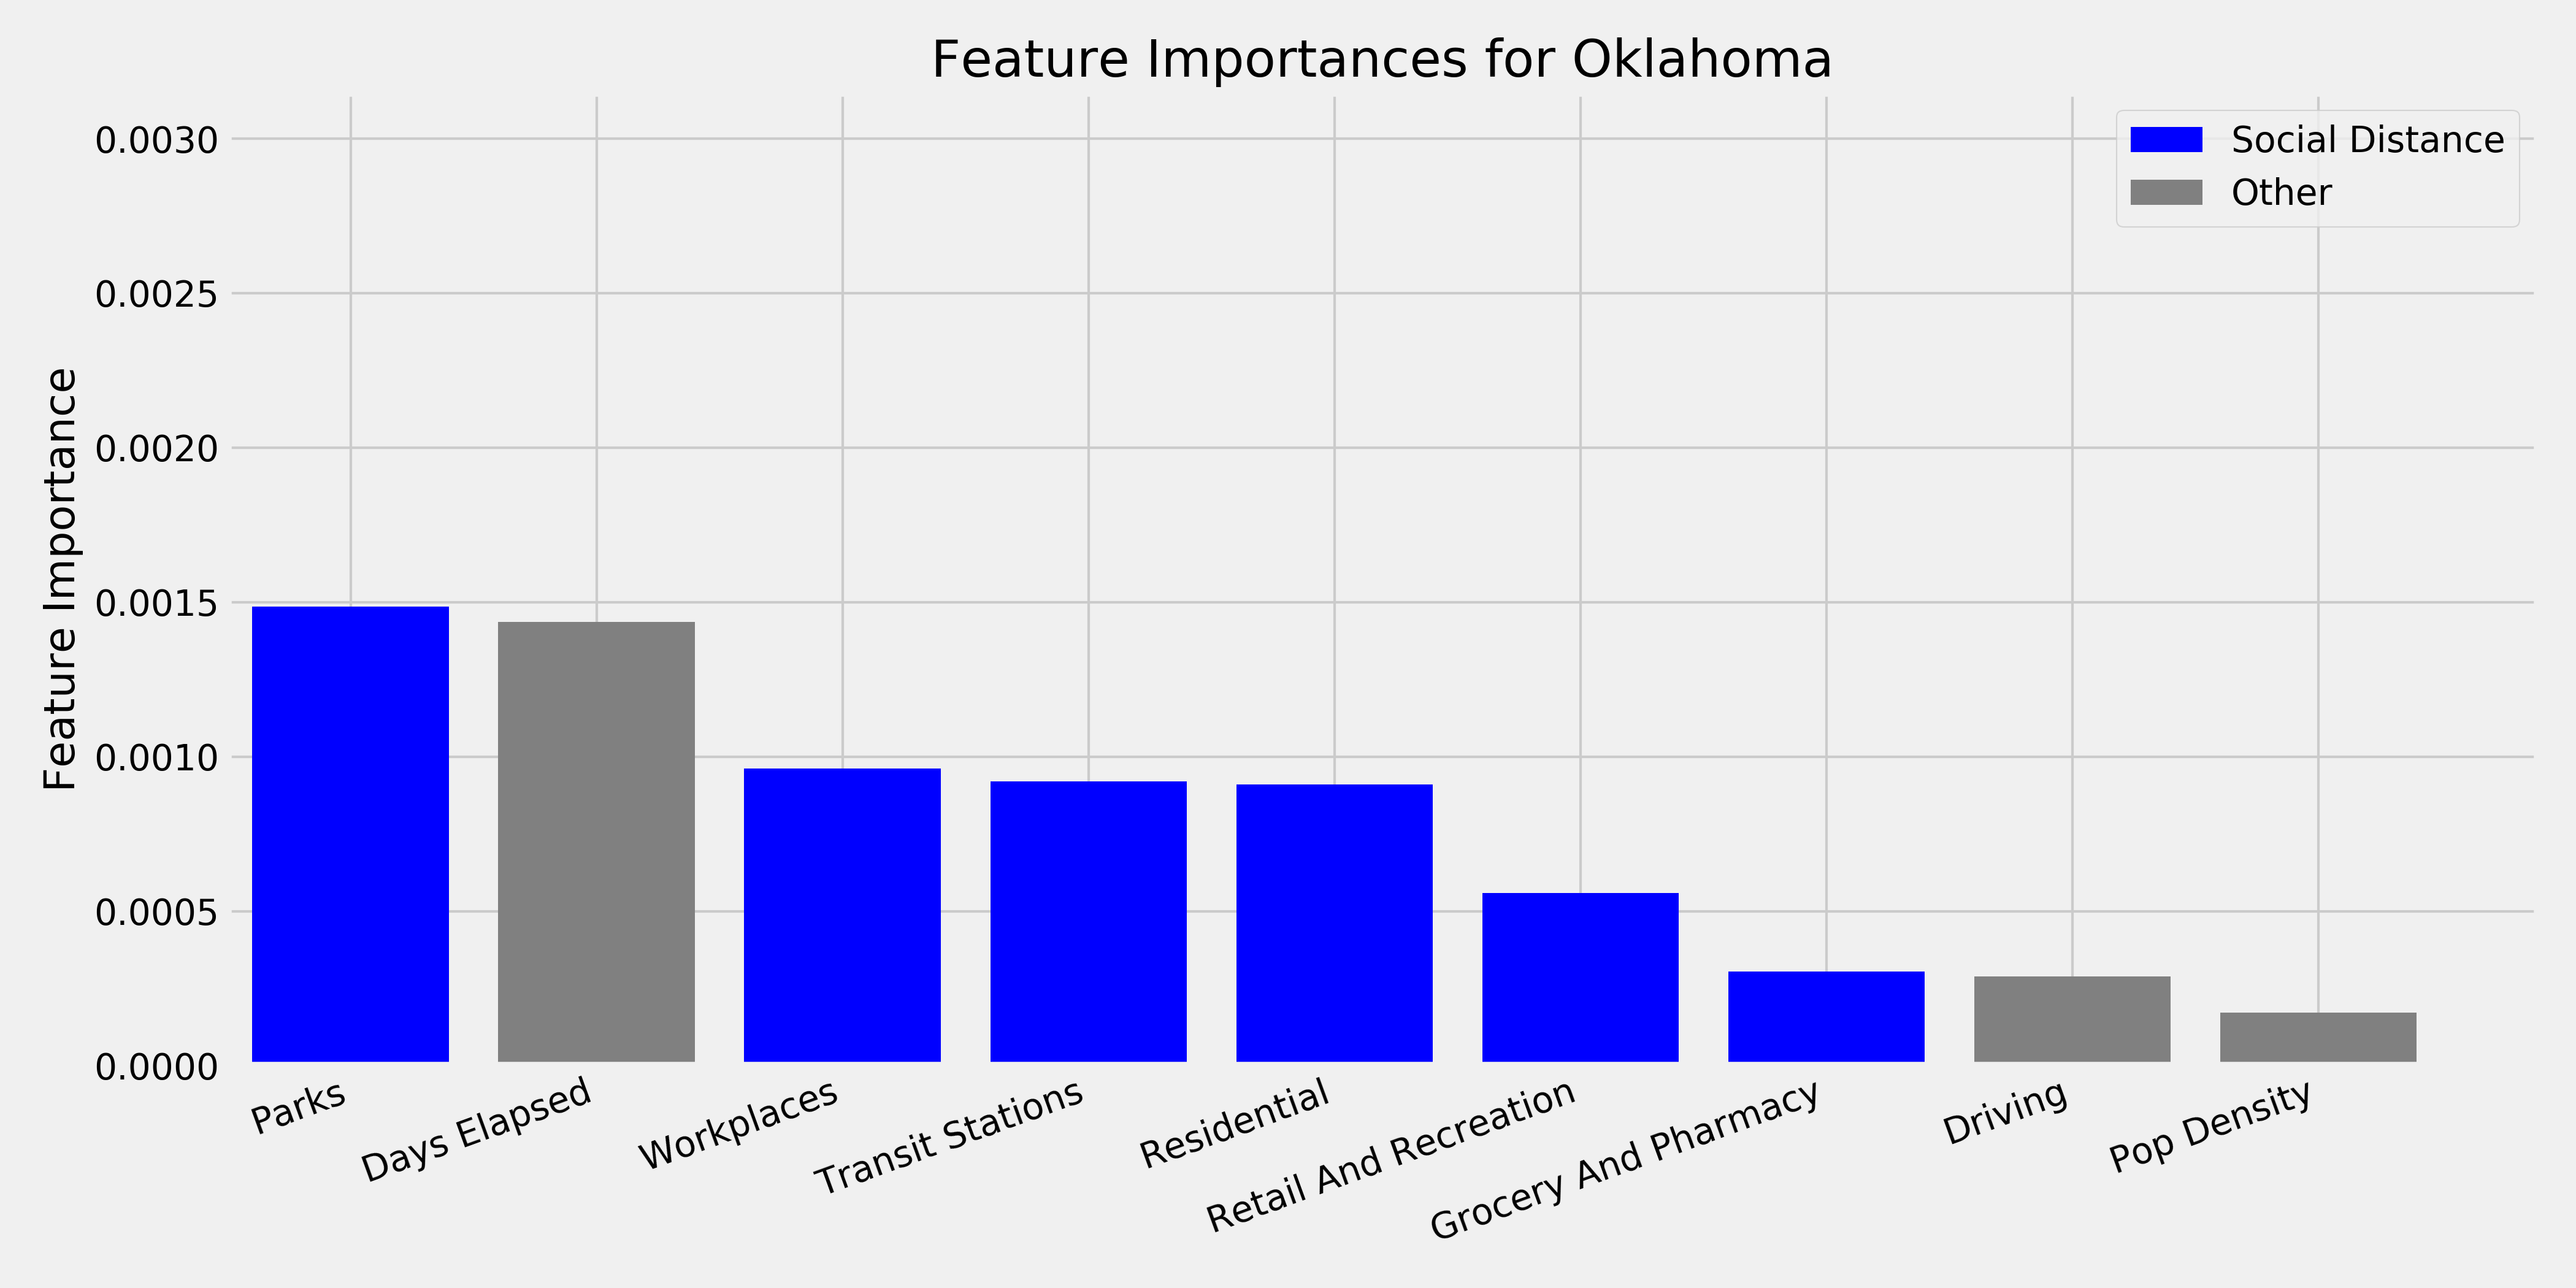 Feature Importances for Oklahoma
Social Distance
Other
Feature Importance
0.0030
0.0025
0.0020
0.0015
0.0010
0.0005
0.0000
Parks
Days Elapsed
Workplaces
Transit Stations
Residential
Retail And Recreation
Grocery And Pharmacy
Driving
Pop Density